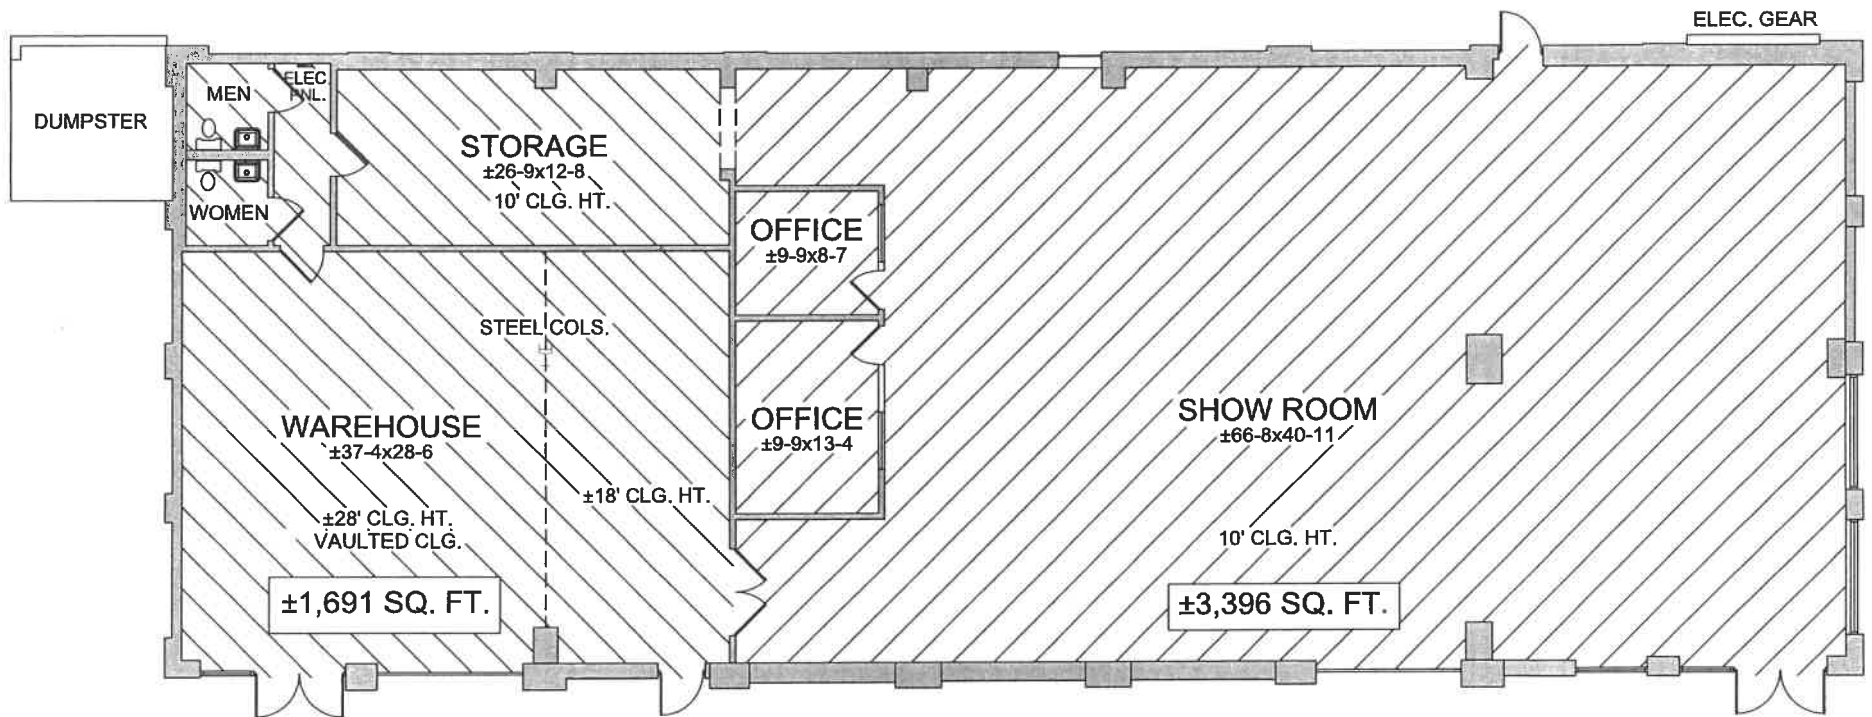 ELEC. GEAR
DUMPSTER
MEN
ELEC
PNL.
WOMEN
STORAGE
±26-9x12-8
10' CLG. HT.
OFFICE
±9-9x8-7
STEEL COLS.
OFFICE
±9-9x13-4
WAREHOUSE
±37-4x28-6
±18' CLG. HT.
±28' CLG. HT.
VAULTED CLG.
±1,691 SQ. FT.
SHOW ROOM
±66-8x40-11
10' CLG. HT.
±3,396 SQ. FT.